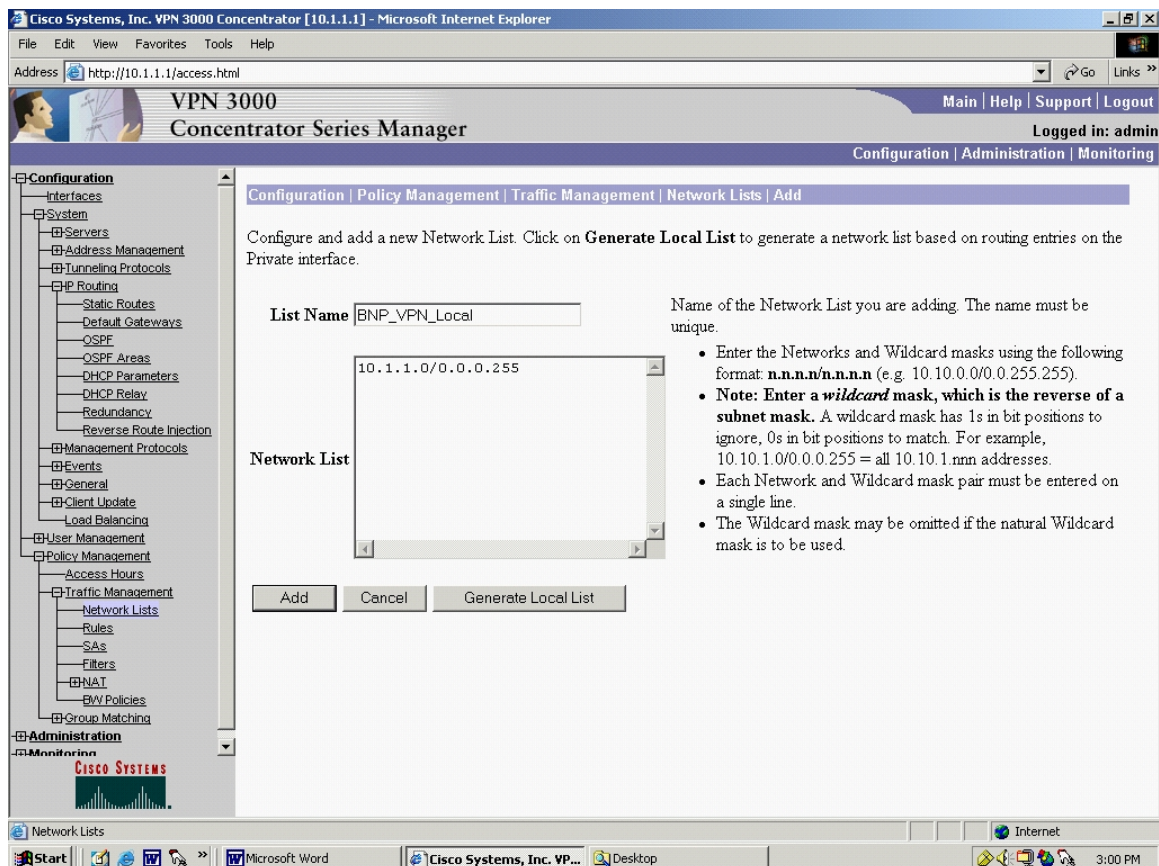 Cisco Systems, Inc. VPN 3000 Concentrator [10.1.1.1] - Microsoft Internet Explorer
File Edit View Favorites Tools Help
Address http://10.1.1.1/access.html Go Links »
VPN 3000
Concentrator Series Manager
Main | Help | Support | Logout
Logged in: admin
Configuration | Administration | Monitoring
Configuration
Interfaces
System
Servers
Address Management
Tunneling Protocols
IP Routing
Static Routes
Default Gateways
OSPF
OSPF Areas
DHCP Parameters
DHCP Relay
Redundancy
Reverse Route Injection
Management Protocols
Events
General
Client Update
Load Balancing
User Management
Policy Management
Access Hours
Traffic Management
Network Lists
Rules
SAs
Filters
NAT
BW Policies
Group Matching
Administration
Monitoring
CISCO SYSTEMS
Configuration | Policy Management | Traffic Management | Network Lists | Add
Configure and add a new Network List. Click on Generate Local List to generate a network list based on routing entries on the
Private interface.
List Name BNP_VPN_Local
Name of the Network List you are adding. The name must be
unique.
Network List
10.1.1.0/0.0.0.255
• Enter the Networks and Wildcard masks using the following
format: n.n.n.n/n.n.n.n (e.g. 10.10.0.0/0.0.255.255).
• Note: Enter a wildcard mask, which is the reverse of a
subnet mask. A wildcard mask has 1s in bit positions to
ignore, 0s in bit positions to match. For example,
10.10.1.0/0.0.0.255 = all 10.10.1.nnn addresses.
• Each Network and Wildcard mask pair must be entered on
a single line.
• The Wildcard mask may be omitted if the natural Wildcard
mask is to be used.
Add Cancel Generate Local List
Network Lists Internet
Start » Microsoft Word Cisco Systems, Inc. VP... Desktop 3:00 PM